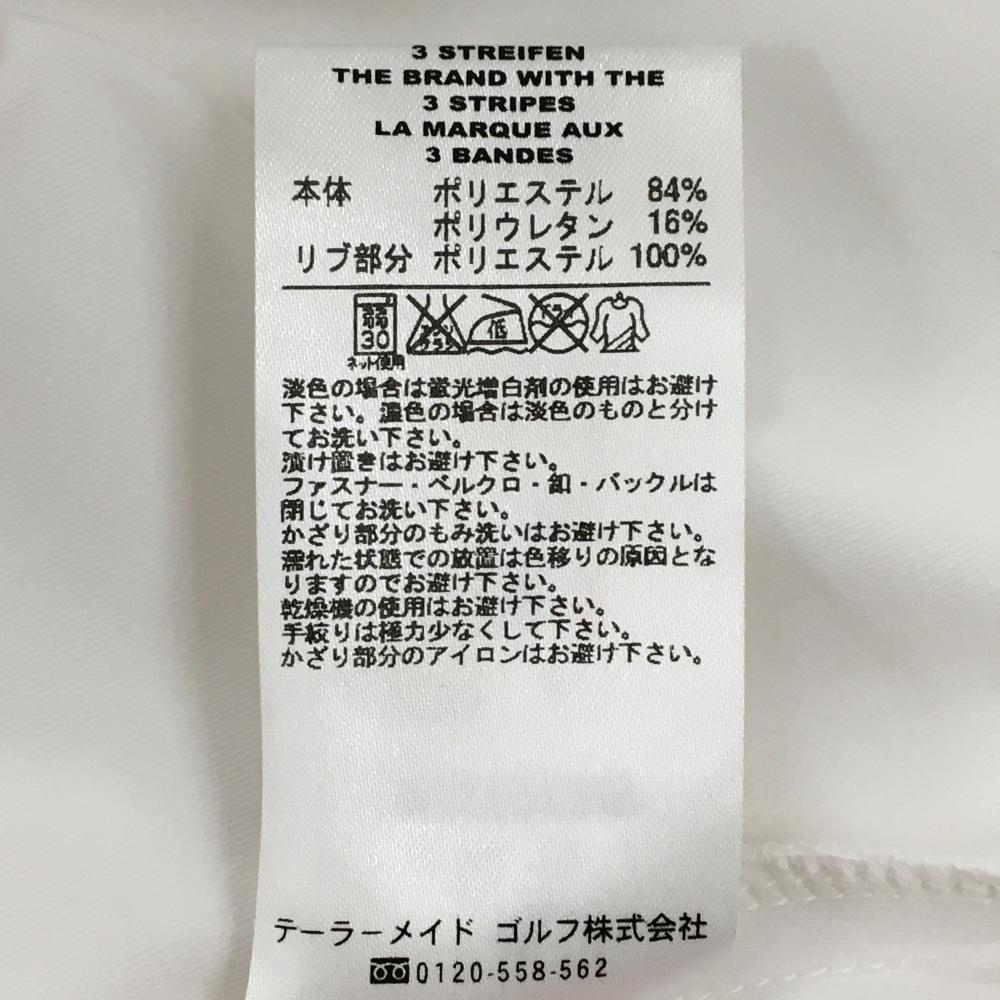 3 STREIFEN
THE BRAND WITH THE
3 STRIPES
LA MARQUE AUX
3 BANDES
本体 ポリエステル 84%
ポリウレタン 16%
リブ部分 ポリエステル 100%
弱 30 エンソサラシ 低 ドライ
ネット使用
淡色の場合は蛍光増白剤の使用はお避け
下さい。濃色の場合は淡色のものと分け
てお洗い下さい。
漬け置きはお避け下さい。
ファスナー・ベルクロ・釦・バックルは
閉じてお洗い下さい。
かざり部分のもみ洗いはお避け下さい。
濡れた状態での放置は色移りの原因とな
りますのでお避け下さい。
乾燥機の使用はお避け下さい。
手絞りは極力少なくして下さい。
かざり部分のアイロンはお避け下さい。
テーラーメイド ゴルフ株式会社
0120-558-562